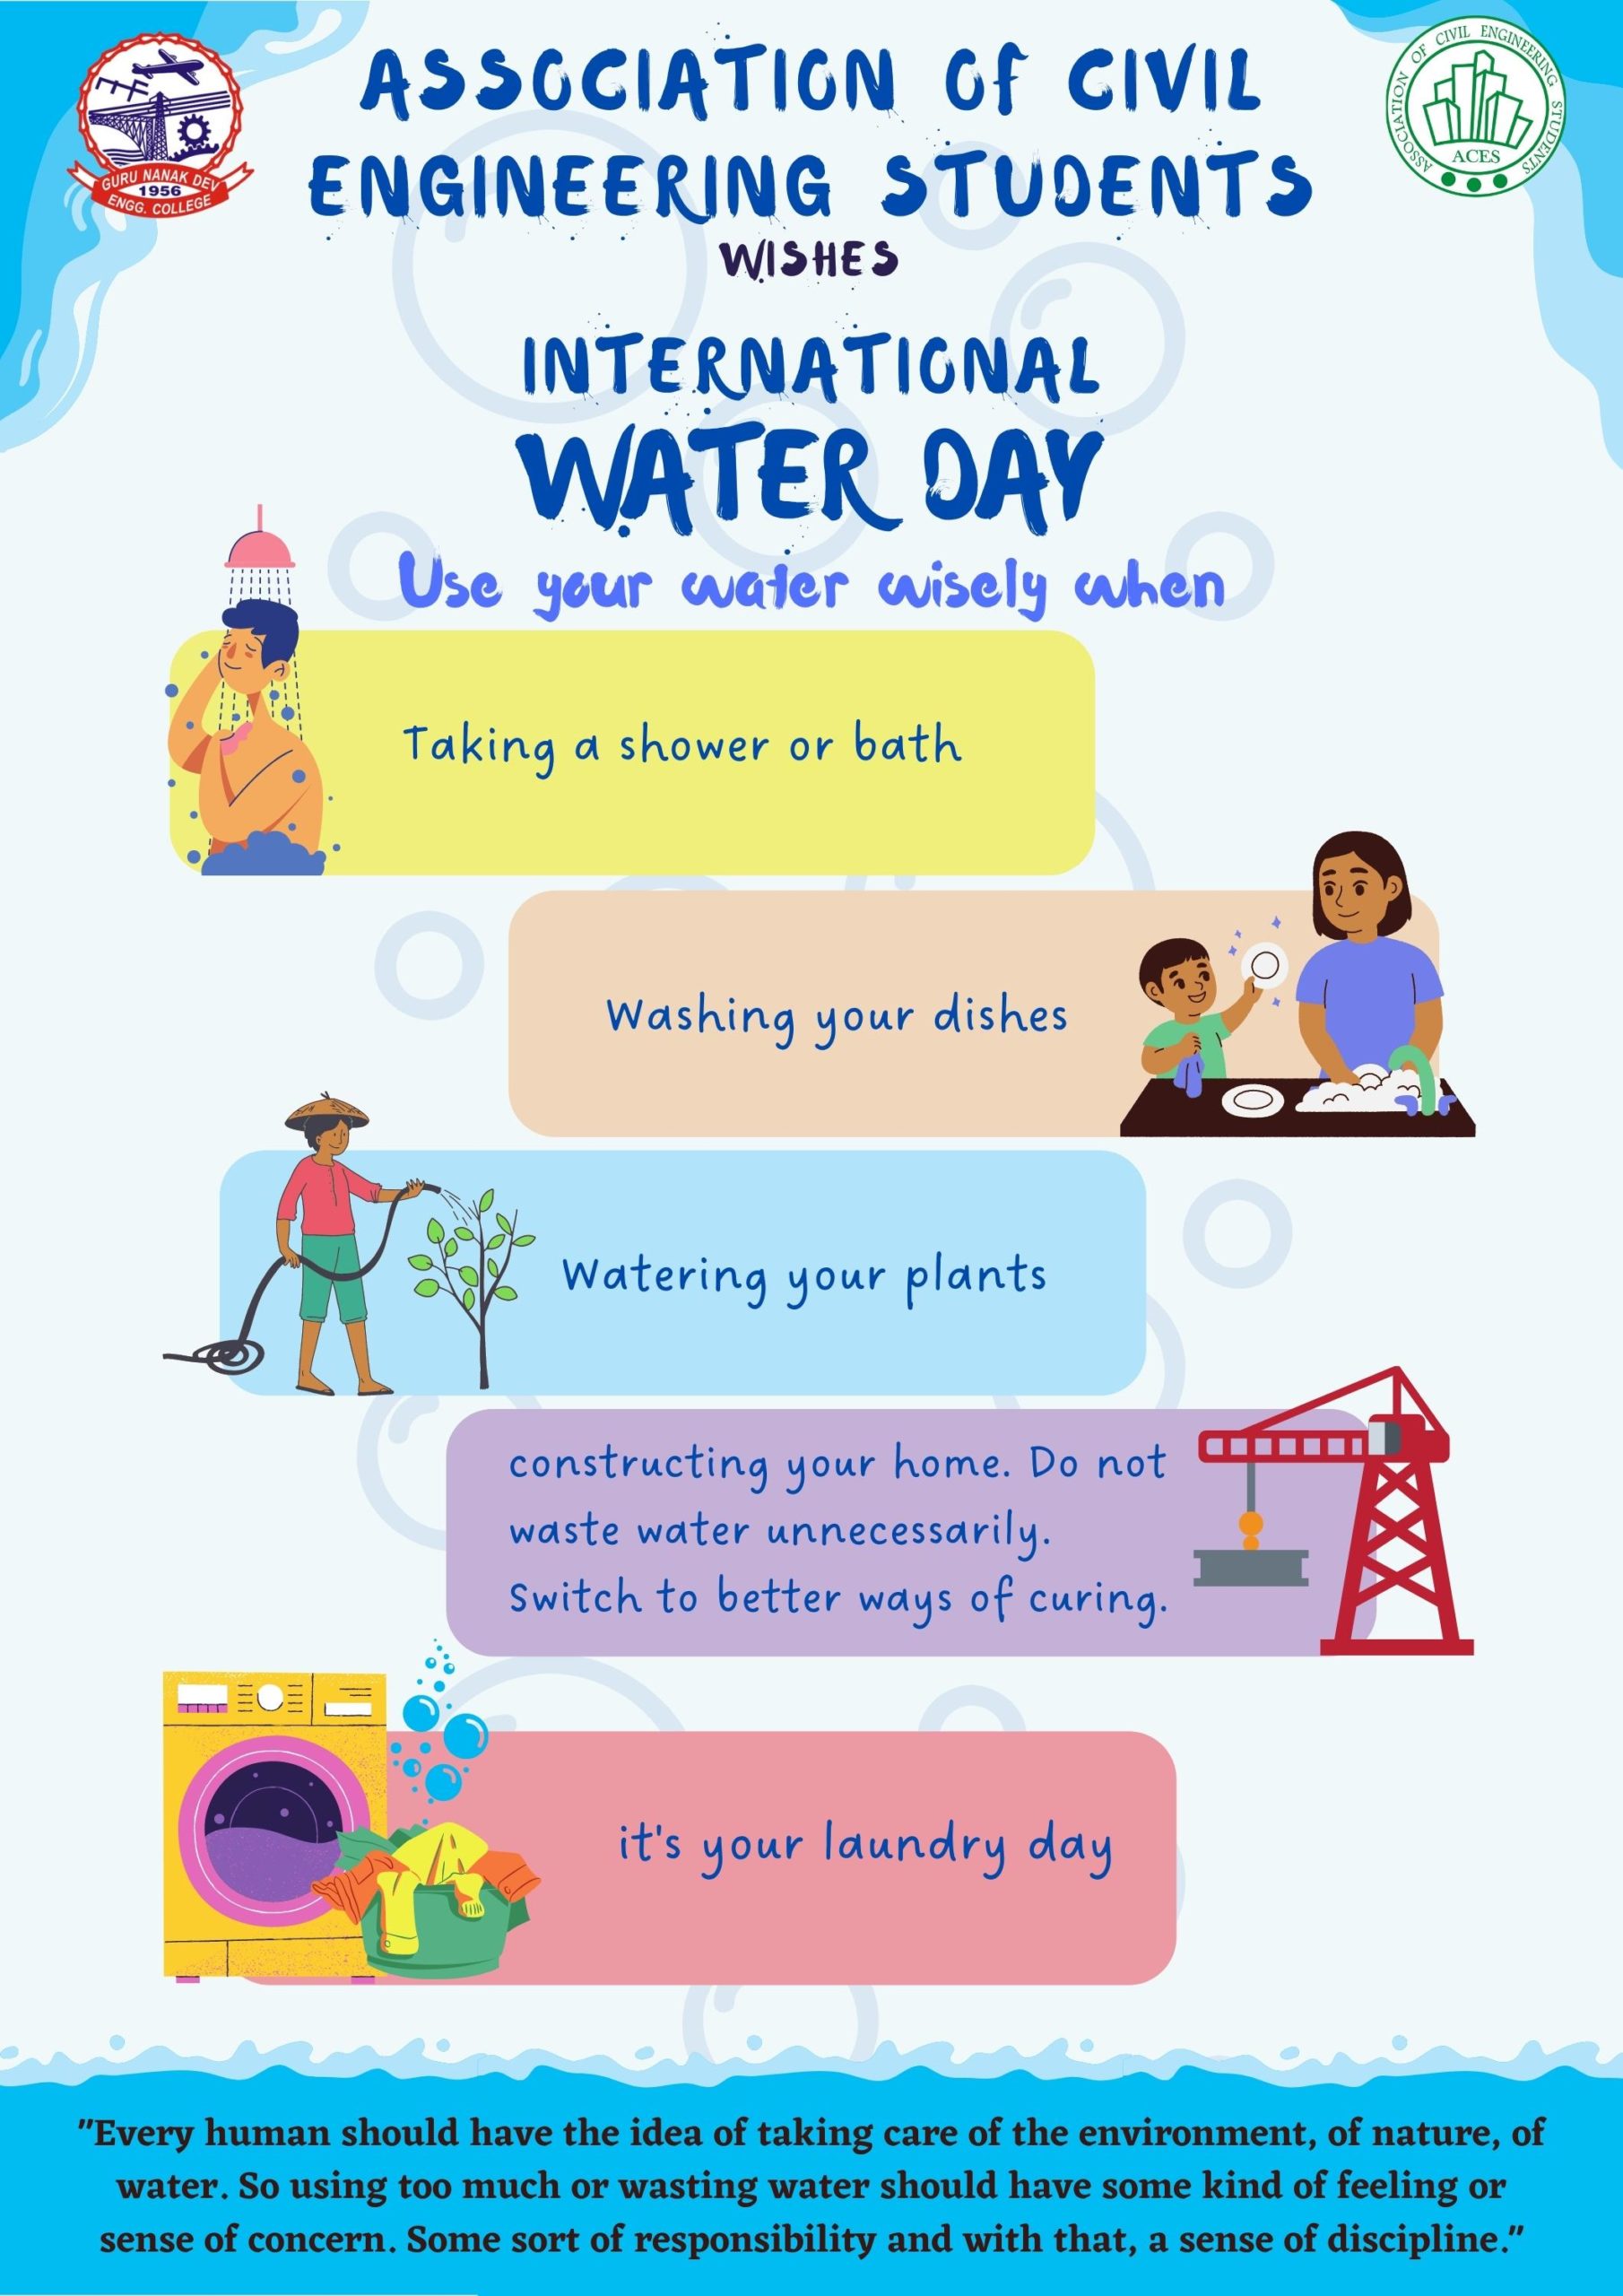 GURU NANAK DEV
1956
ENGG. COLLEGE
ASSOCIATION OF CIVIL ENGINEERING STUDENTS
ACES
ASSOCIATION OF CIVIL
ENGINEERING STUDENTS
WISHES
INTERNATIONAL
WATER DAY
Use your water wisely when
Taking a shower or bath
Washing your dishes
Watering your plants
constructing your home. Do not
waste water unnecessarily.
Switch to better ways of curing.
it's your laundry day
"Every human should have the idea of taking care of the environment, of nature, of
water. So using too much or wasting water should have some kind of feeling or
sense of concern. Some sort of responsibility and with that, a sense of discipline."